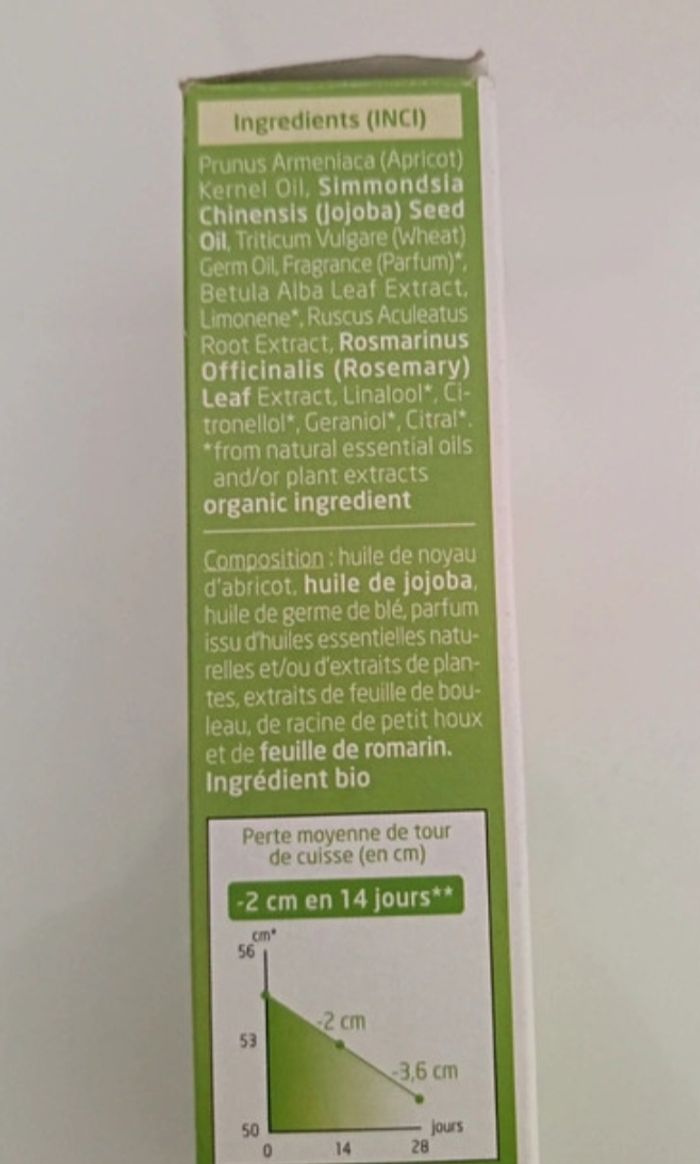 Ingredients (INCI)
Prunus Armeniaca (Apricot)
Kernel Oil, Simmondsia
Chinensis (Jojoba) Seed
Oil, Triticum Vulgare (Wheat)
Germ Oil, Fragrance (Parfum)*,
Betula Alba Leaf Extract,
Limonene*, Ruscus Aculeatus
Root Extract, Rosmarinus
Officinalis (Rosemary)
Leaf Extract, Linalool*, Ci-
tronellol*, Geraniol*, Citral*.
*from natural essential oils
and/or plant extracts
organic ingredient
Composition : huile de noyau
d'abricot, huile de jojoba,
huile de germe de blé, parfum
issu d'huiles essentielles natu-
relles et/ou d'extraits de plan-
tes, extraits de feuille de bou-
leau, de racine de petit houx
et de feuille de romarin.
Ingrédient bio
Perte moyenne de tour
de cuisse (en cm)
-2 cm en 14 jours**
cm*
56
-2 cm
53
-3,6 cm
50
jours
0 14 28